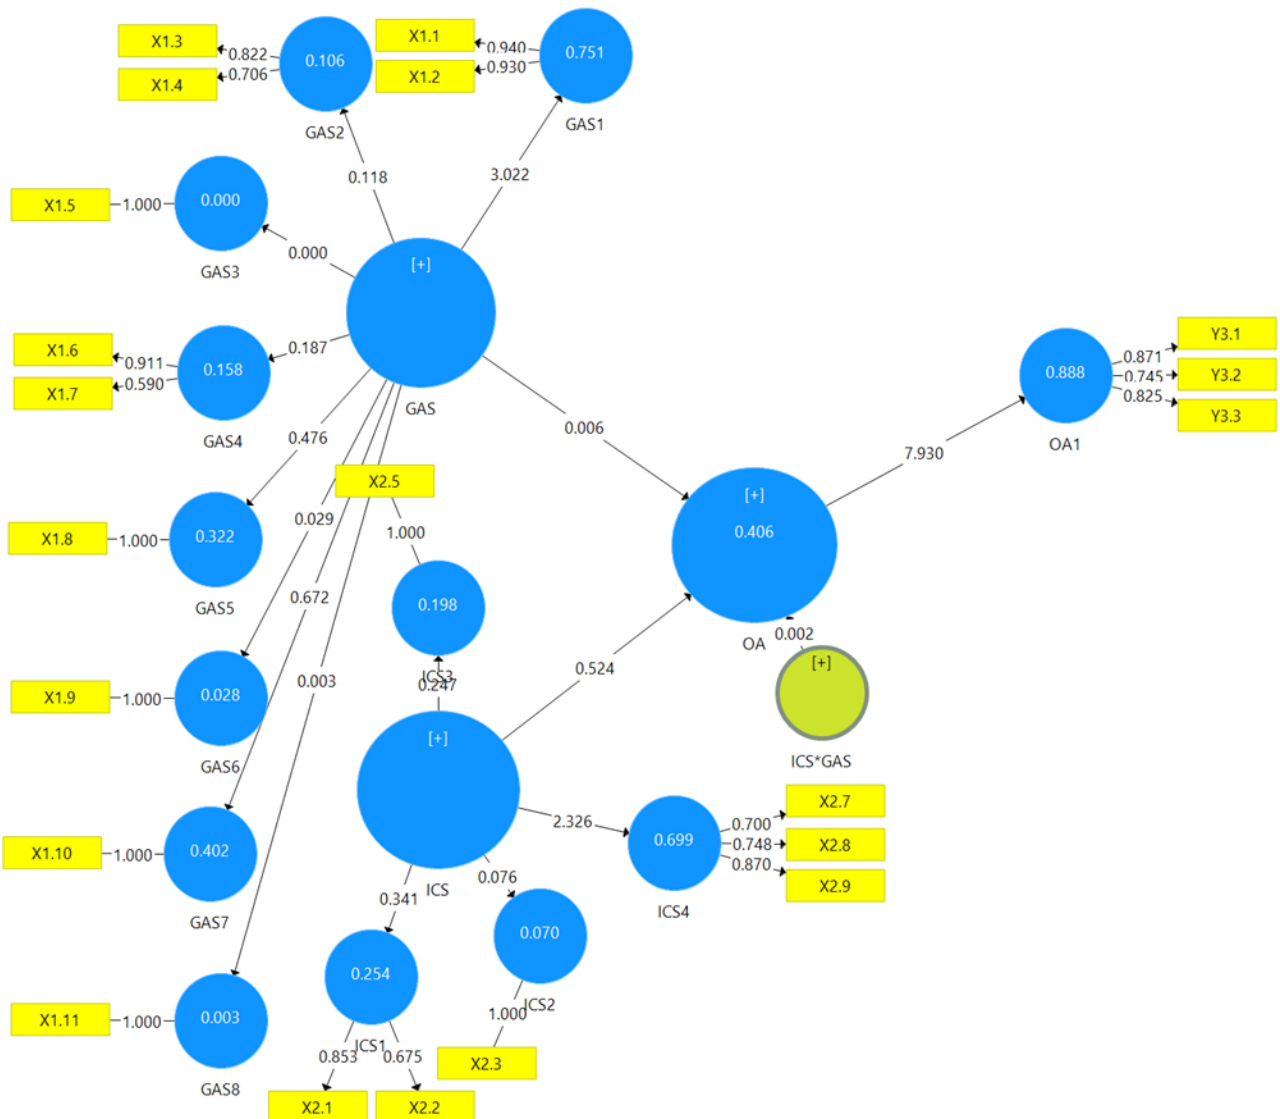 X1.3
0.822
X1.4
0.706
0.106
GAS2
X1.1
0.940
X1.2
0.930
0.751
GAS1
0.118
3.022
X1.5
1.000
0.000
GAS3
0.000
[+]
GAS
X1.6
0.911
X1.7
0.590
0.158
GAS4
0.187
0.476
0.006
0.888
OA1
0.871
Y3.1
0.745
Y3.2
0.825
Y3.3
7.930
X2.5
1.000
X1.8
1.000
0.322
GAS5
0.029
0.672
0.003
[+]
0.406
OA
0.198
ICS3
0.247
0.002
[+]
ICS*GAS
0.524
X1.9
1.000
0.028
GAS6
[+]
ICS
2.326
0.699
ICS4
0.700
X2.7
0.748
X2.8
0.870
X2.9
X1.10
1.000
0.402
GAS7
0.341
0.076
0.254
ICS1
0.070
ICS2
1.000
X2.3
X1.11
1.000
0.003
GAS8
0.853
0.675
X2.1
X2.2